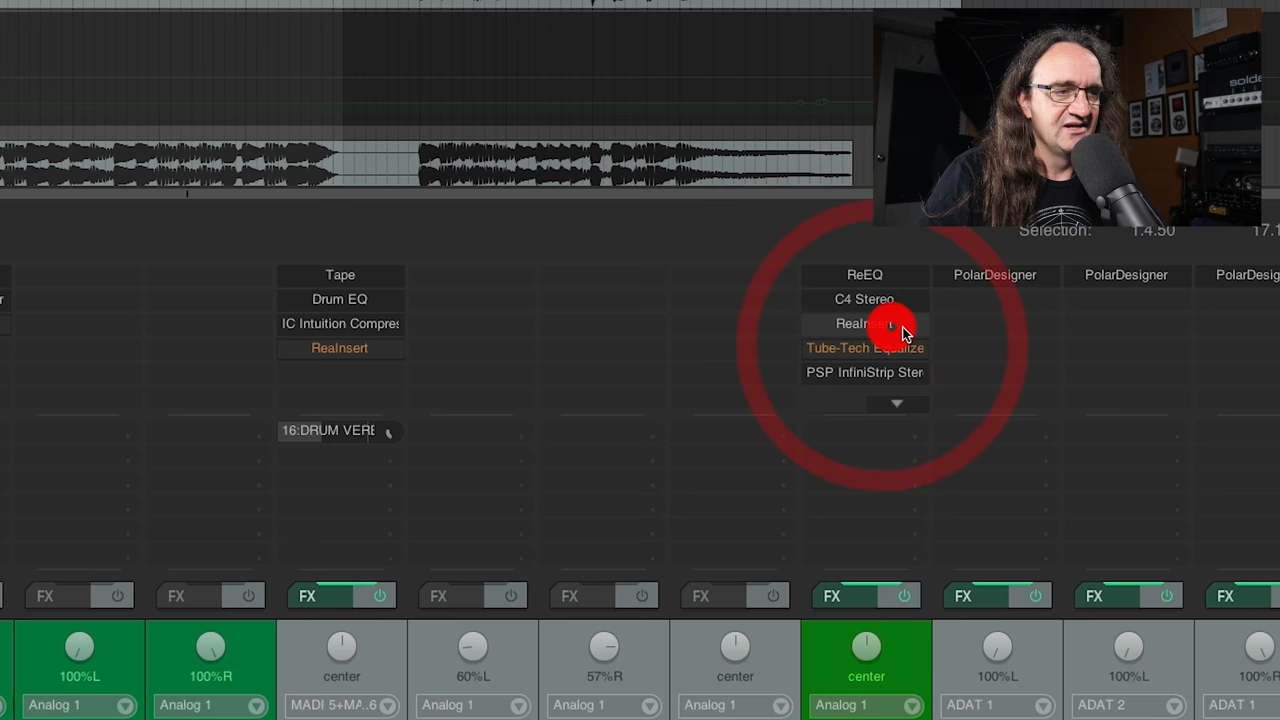 solda
Selection: 1.4.50 17.1
Tape ReEQ PolarDesigner PolarDesigner PolarDesig
r Drum EQ C4 Stereo
IC Intuition Compres ReaInsert
ReaInsert Tube-Tech Equalize
PSP InfiniStrip Ster
16:DRUM VERB
FX FX FX FX FX FX FX FX FX FX
100%L 100%R center 60%L 57%R center center 100%L 100%L 100%R
Analog 1 Analog 1 MADI 5+MA..6 Analog 1 Analog 1 Analog 1 Analog 1 ADAT 1 ADAT 2 ADAT 1